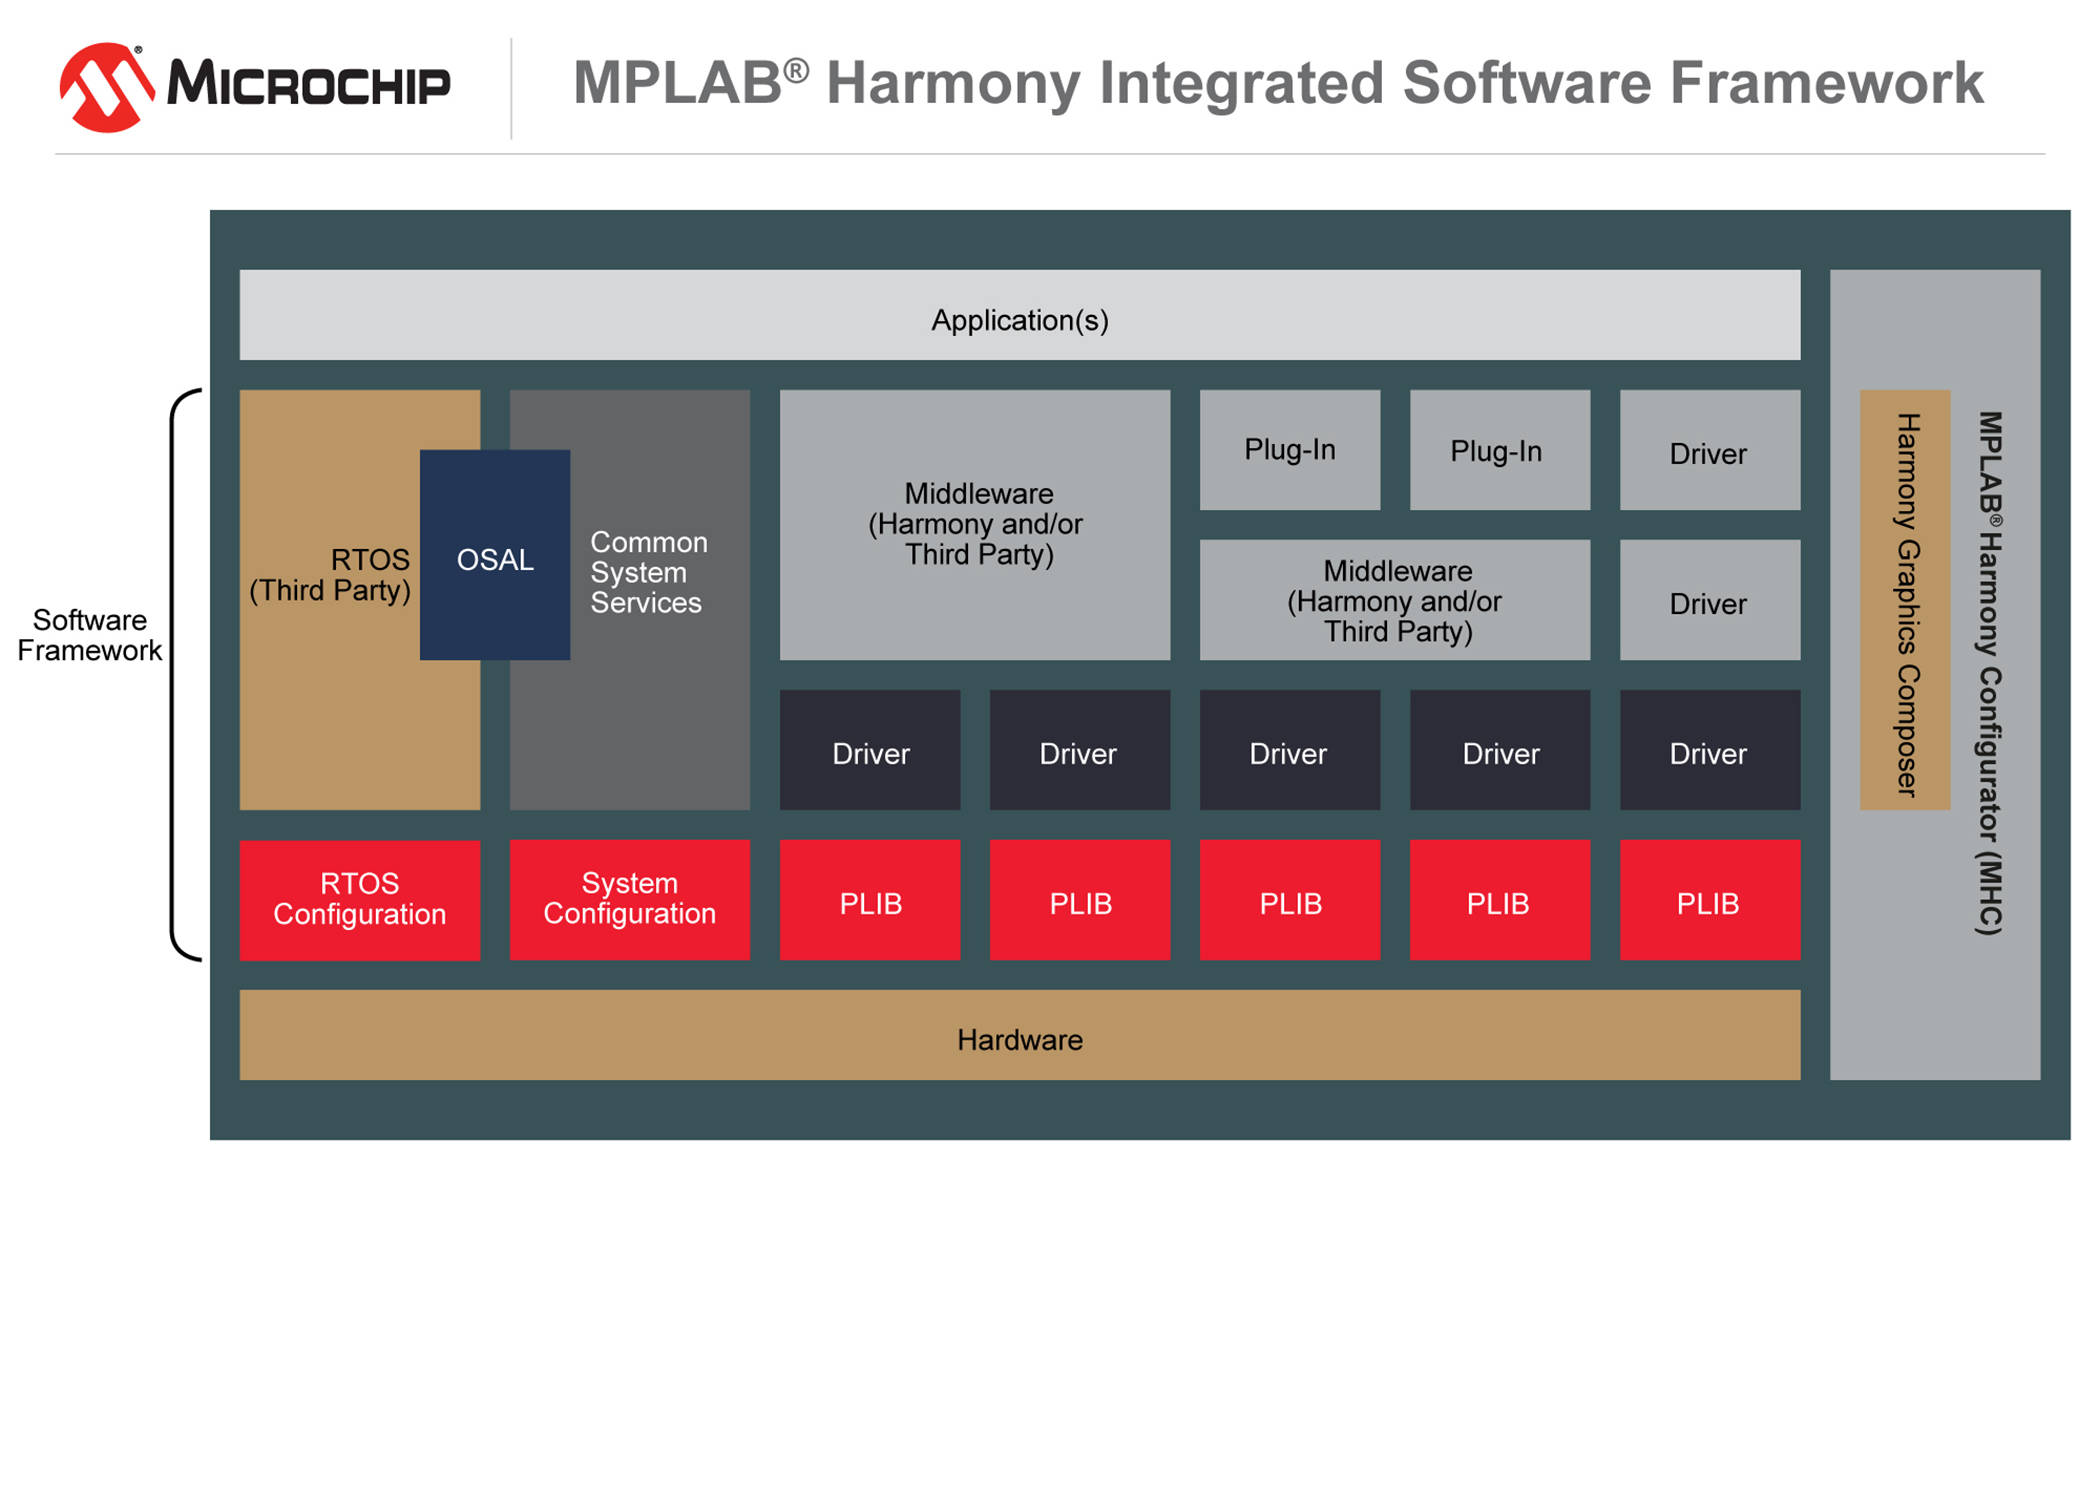 MICROCHIP®
MPLAB® Harmony Integrated Software Framework
Application(s)
Software
Framework
RTOS
(Third Party)
OSAL
Common
System
Services
Middleware
(Harmony and/or
Third Party)
Plug-In
Plug-In
Driver
Middleware
(Harmony and/or
Third Party)
Driver
Driver
Driver
Driver
Driver
Driver
RTOS
Configuration
System
Configuration
PLIB
PLIB
PLIB
PLIB
PLIB
Hardware
Harmony Graphics Composer
MPLAB® Harmony Configurator (MHC)